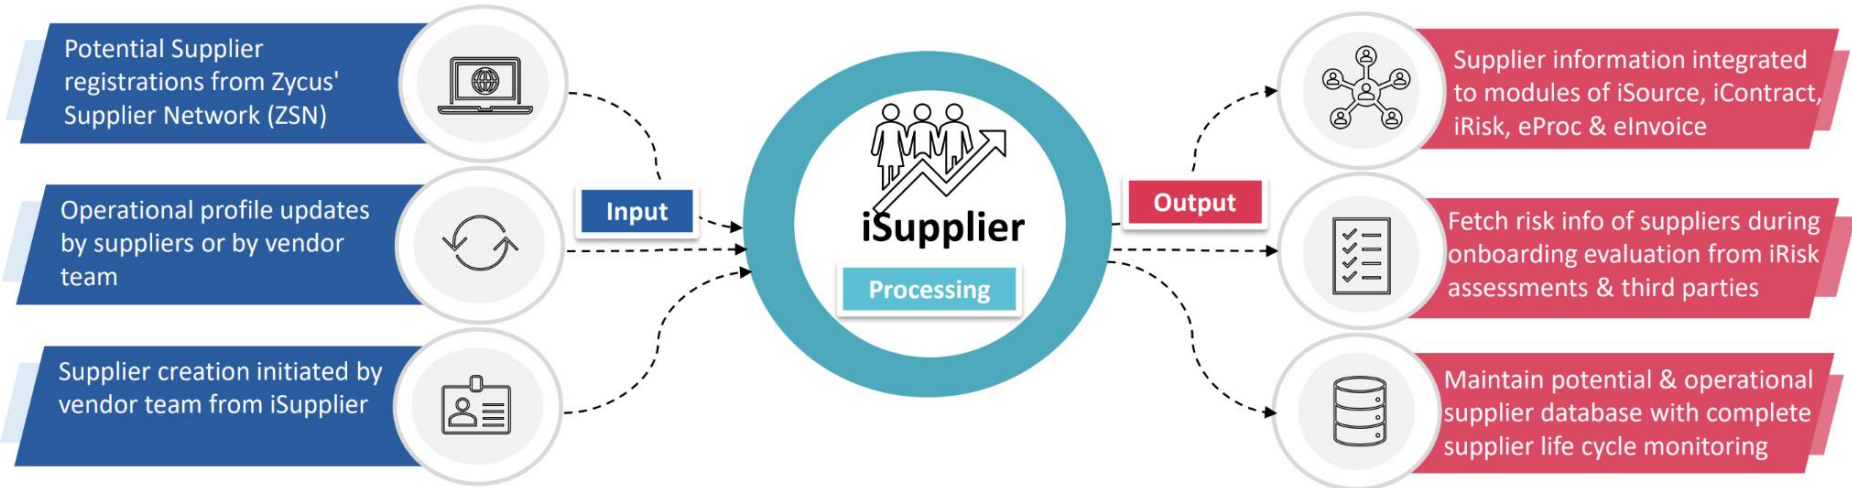 Potential Supplier
registrations from Zycus'
Supplier Network (ZSN)
Operational profile updates
by suppliers or by vendor
team
Supplier creation initiated by
vendor team from iSupplier
Input
iSupplier
Processing
Output
Supplier information integrated
to modules of iSource, iContract,
iRisk, eProc & eInvoice
Fetch risk info of suppliers during
onboarding evaluation from iRisk
assessments & third parties
Maintain potential & operational
supplier database with complete
supplier life cycle monitoring